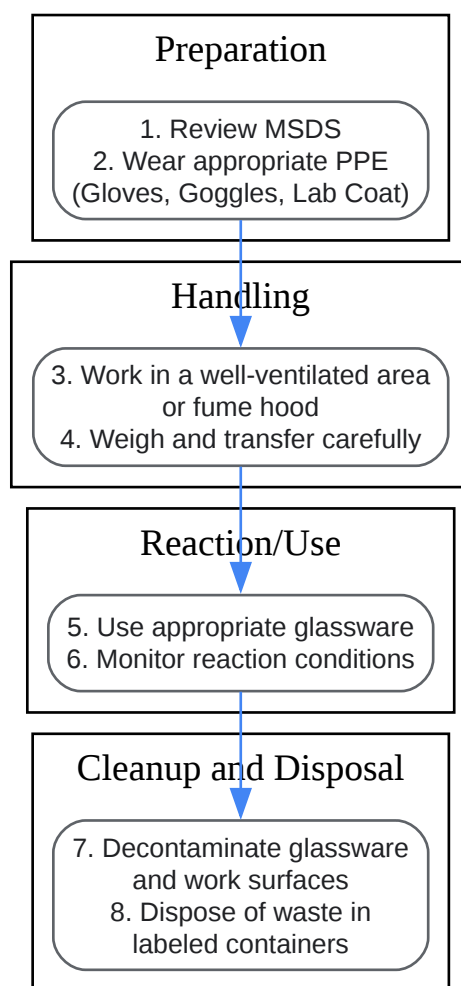 Preparation
1. Review MSDS
2. Wear appropriate PPE
(Gloves, Goggles, Lab Coat)
Handling
3. Work in a well-ventilated area
or fume hood
4. Weigh and transfer carefully
Reaction/Use
5. Use appropriate glassware
6. Monitor reaction conditions
Cleanup and Disposal
7. Decontaminate glassware
and work surfaces
8. Dispose of waste in
labeled containers